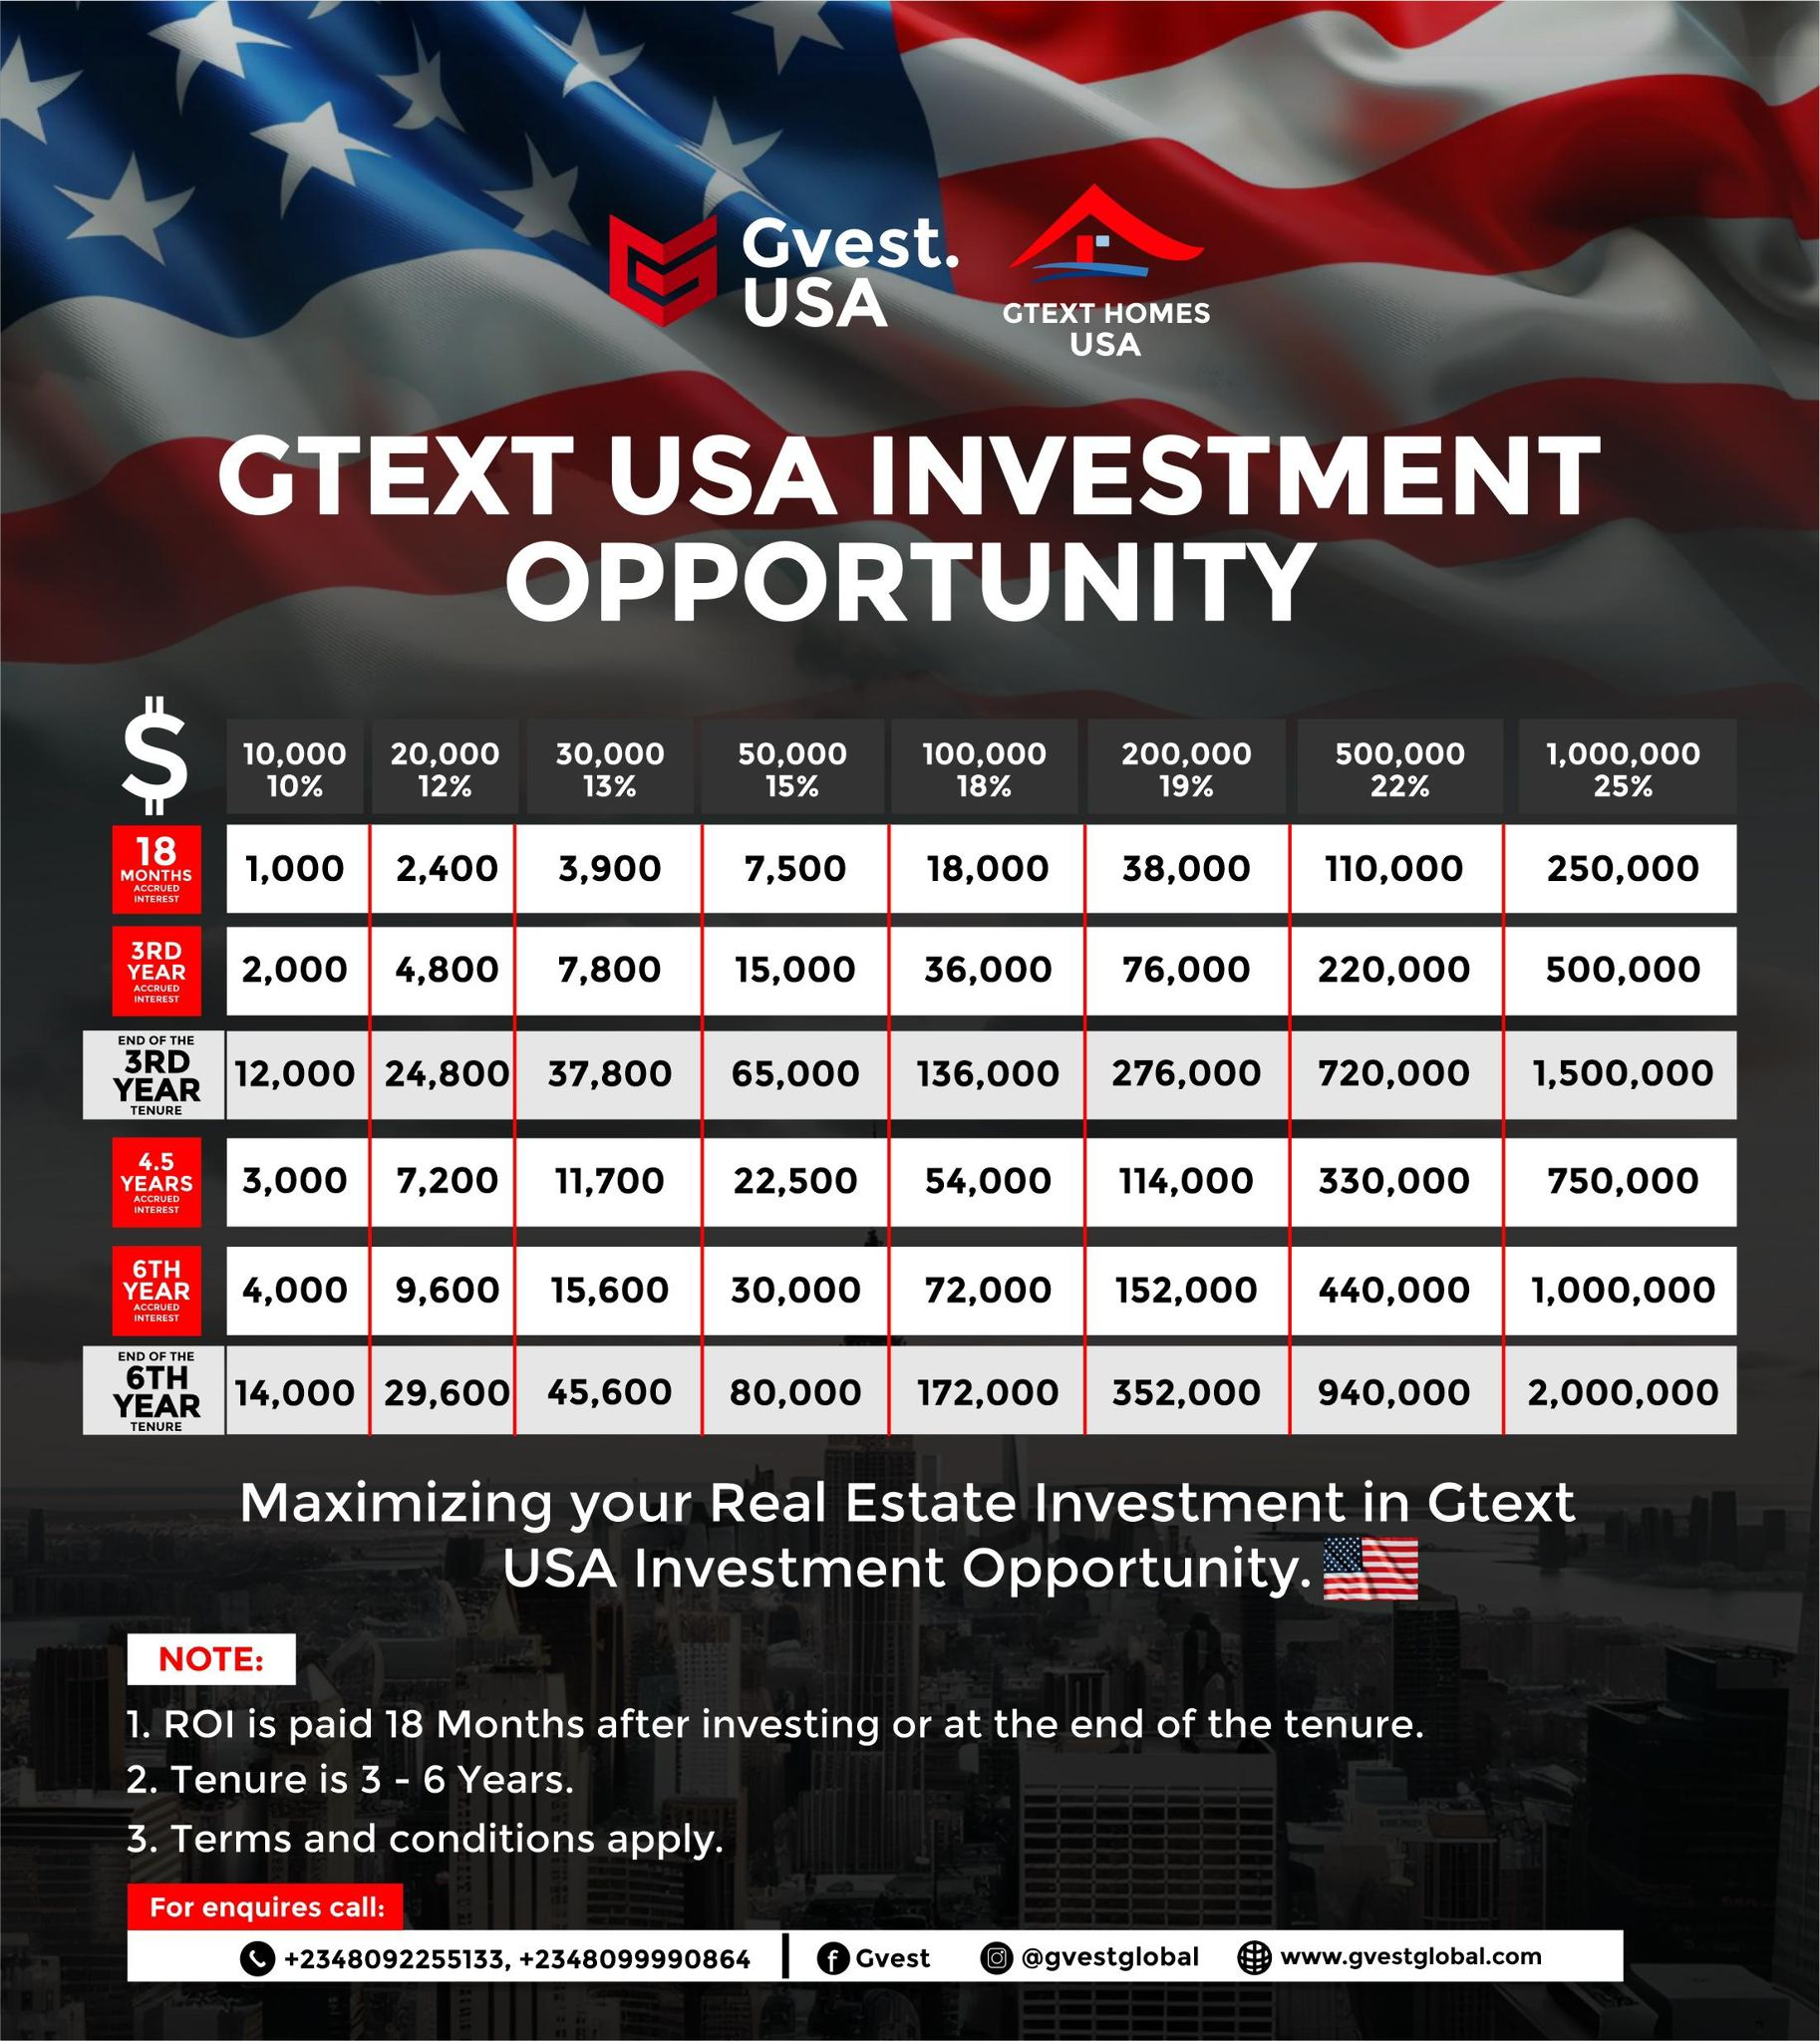 Gvest.
USA
GTEXT HOMES
USA
GTEXT USA INVESTMENT
OPPORTUNITY
$ 10,000 20,000 30,000 50,000 100,000 200,000 500,000 1,000,000
10% 12% 13% 15% 18% 19% 22% 25%
18
MONTHS
ACCRUED
INTEREST
1,000 2,400 3,900 7,500 18,000 38,000 110,000 250,000
3RD
YEAR
ACCRUED
INTEREST
2,000 4,800 7,800 15,000 36,000 76,000 220,000 500,000
END OF THE
3RD
YEAR
TENURE
12,000 24,800 37,800 65,000 136,000 276,000 720,000 1,500,000
4.5
YEARS
ACCRUED
INTEREST
3,000 7,200 11,700 22,500 54,000 114,000 330,000 750,000
6TH
YEAR
ACCRUED
INTEREST
4,000 9,600 15,600 30,000 72,000 152,000 440,000 1,000,000
END OF THE
6TH
YEAR
TENURE
14,000 29,600 45,600 80,000 172,000 352,000 940,000 2,000,000
Maximizing your Real Estate Investment in Gtext
USA Investment Opportunity.
NOTE:
1. ROI is paid 18 Months after investing or at the end of the tenure.
2. Tenure is 3 - 6 Years.
3. Terms and conditions apply.
For enquires call:
+2348092255133, +2348099990864 | Gvest @gvestglobal www.gvestglobal.com